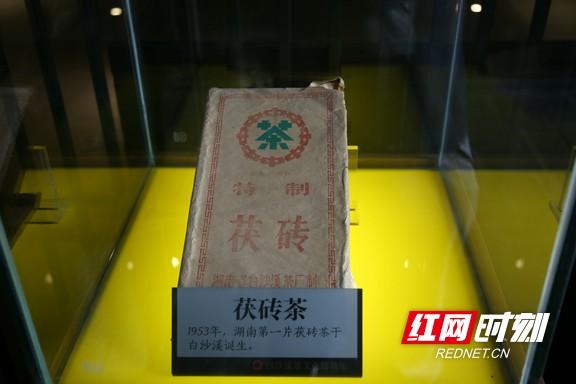 茶
特制
茯砖
湖南省白沙溪茶厂制
茯砖茶
1953年，湖南第一片茯砖茶于
白沙溪诞生。
红网时刻
REDNET.CN